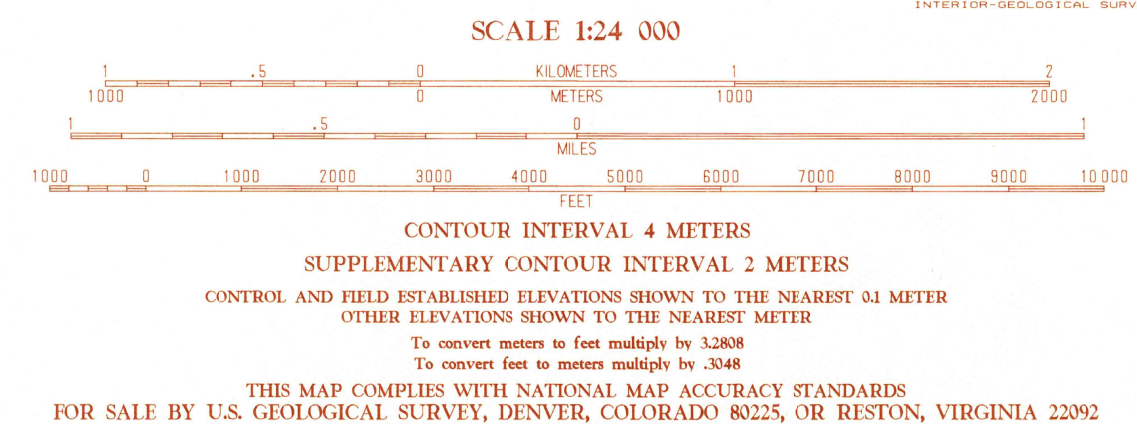 INTERIOR-GEOLOGICAL SURV
SCALE 1:24 000
1 .5 0 KILOMETERS 1 2
1000 0 METERS 1000 2000
1 .5 0 1
MILES
1000 0 1000 2000 3000 4000 5000 6000 7000 8000 9000 10 000
FEET
CONTOUR INTERVAL 4 METERS
SUPPLEMENTARY CONTOUR INTERVAL 2 METERS
CONTROL AND FIELD ESTABLISHED ELEVATIONS SHOWN TO THE NEAREST 0.1 METER
OTHER ELEVATIONS SHOWN TO THE NEAREST METER
To convert meters to feet multiply by 3.2808
To convert feet to meters multiply by .3048
THIS MAP COMPLIES WITH NATIONAL MAP ACCURACY STANDARDS
FOR SALE BY U.S. GEOLOGICAL SURVEY, DENVER, COLORADO 80225, OR RESTON, VIRGINIA 22092